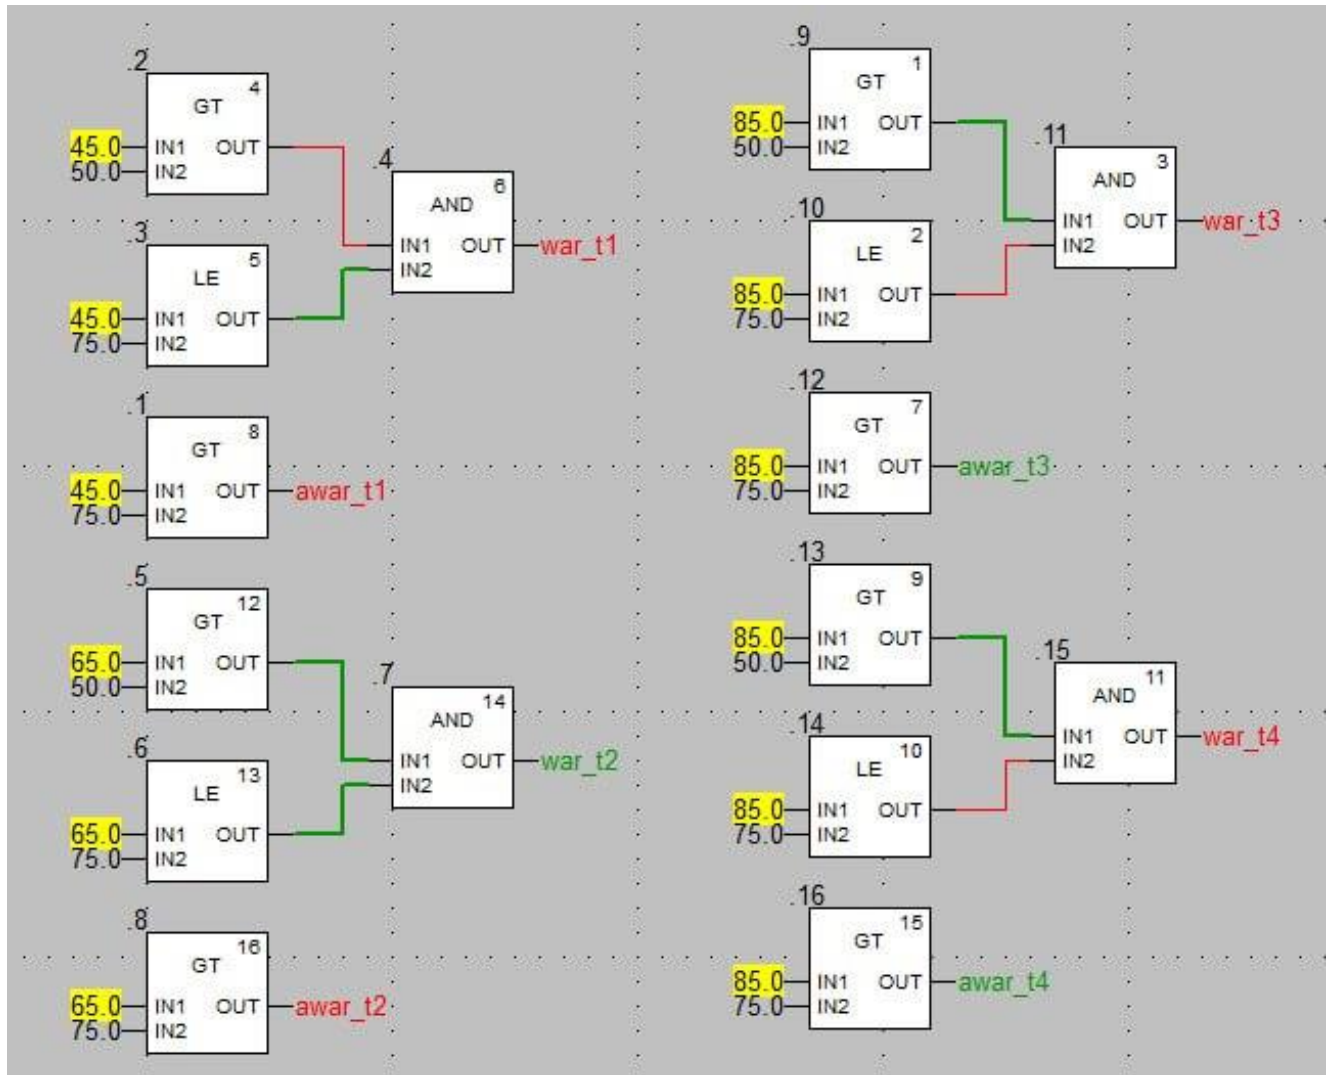 .2
4
GT
45.0 IN1 OUT
50.0 IN2
.3
5
LE
45.0 IN1 OUT
75.0 IN2
.4
6
AND
IN1 OUT war_t1
IN2
.1
8
GT
45.0 IN1 OUT awar_t1
75.0 IN2
.5
12
GT
65.0 IN1 OUT
50.0 IN2
.6
13
LE
65.0 IN1 OUT
75.0 IN2
.7
14
AND
IN1 OUT war_t2
IN2
.8
16
GT
65.0 IN1 OUT awar_t2
75.0 IN2
.9
1
GT
85.0 IN1 OUT
50.0 IN2
.10
2
LE
85.0 IN1 OUT
75.0 IN2
.11
3
AND
IN1 OUT war_t3
IN2
.12
7
GT
85.0 IN1 OUT awar_t3
75.0 IN2
.13
9
GT
85.0 IN1 OUT
50.0 IN2
.14
10
LE
85.0 IN1 OUT
75.0 IN2
.15
11
AND
IN1 OUT war_t4
IN2
.16
15
GT
85.0 IN1 OUT awar_t4
75.0 IN2